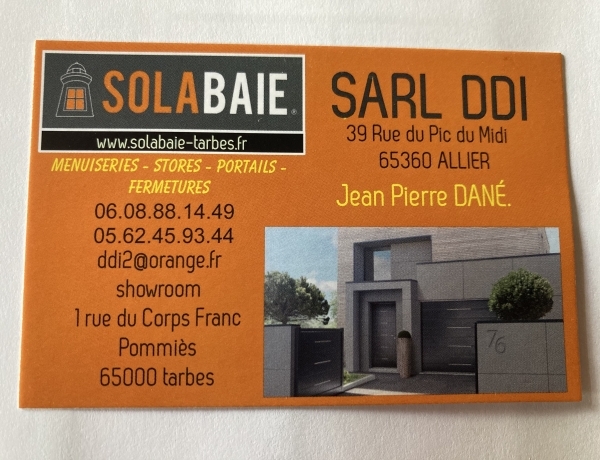 SOLABAIE
www.solabaie-tarbes.fr
MENUISERIES - STORES - PORTAILS -
FERMETURES
06.08.88.14.49
05.62.45.93.44
ddi2@orange.fr
showroom
1 rue du Corps Franc
Pommiès
65000 tarbes
SARL DDI
39 Rue du Pic du Midi
65360 ALLIER
Jean Pierre DANÉ.
76